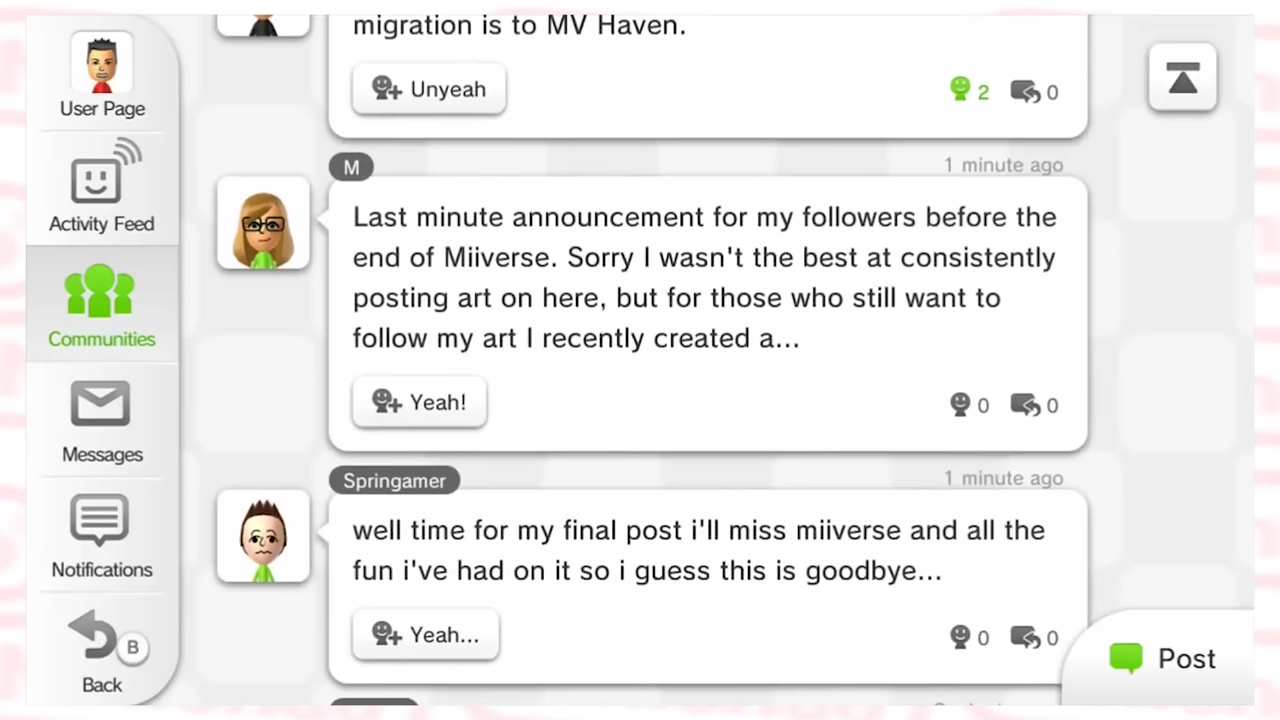 migration is to MV Haven.
Unyeah
2
0
M
1 minute ago
Last minute announcement for my followers before the
end of Miiverse. Sorry I wasn't the best at consistently
posting art on here, but for those who still want to
follow my art I recently created a...
Yeah!
0
0
Springamer
1 minute ago
well time for my final post i'll miss miiverse and all the
fun i've had on it so i guess this is goodbye...
Yeah...
0
0
User Page
Activity Feed
Communities
Messages
Notifications
B
Back
Post